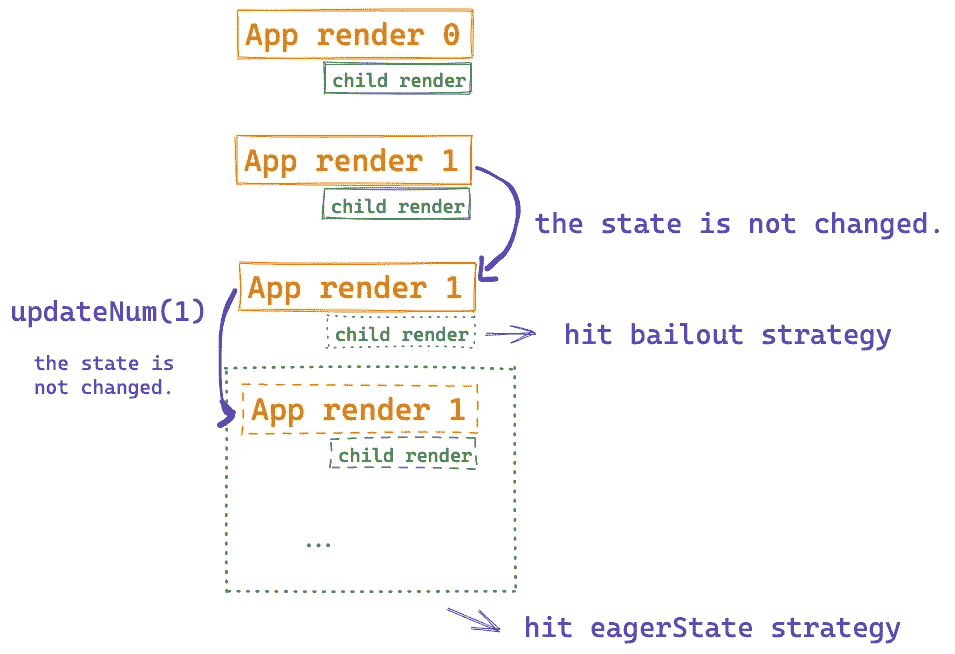 App render 0
child render
App render 1
child render
the state is not changed.
App render 1
updateNum(1)
child render
hit bailout strategy
the state is
not changed.
App render 1
child render
...
hit eagerState strategy